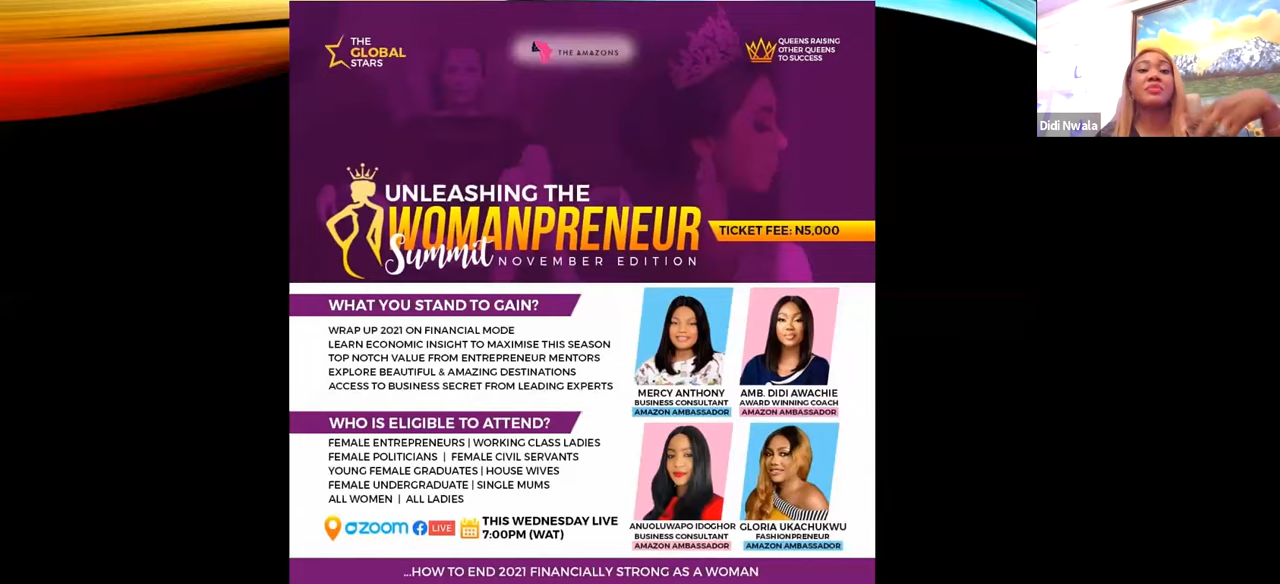 THE
GLOBAL
STARS
THE AMAZONS
QUEENS RAISING
OTHER QUEENS
TO SUCCESS
Didi Nwala
UNLEASHING THE
WOMANPRENEUR
Summit NOVEMBER EDITION
TICKET FEE: N5,000
WHAT YOU STAND TO GAIN?
WRAP UP 2021 ON FINANCIAL MODE
LEARN ECONOMIC INSIGHT TO MAXIMISE THIS SEASON
TOP NOTCH VALUE FROM ENTREPRENEUR MENTORS
EXPLORE BEAUTIFUL & AMAZING DESTINATIONS
ACCESS TO BUSINESS SECRET FROM LEADING EXPERTS
WHO IS ELIGIBLE TO ATTEND?
FEMALE ENTREPRENEURS | WORKING CLASS LADIES
FEMALE POLITICIANS | FEMALE CIVIL SERVANTS
YOUNG FEMALE GRADUATES | HOUSE WIVES
FEMALE UNDERGRADUATE | SINGLE MUMS
ALL WOMEN | ALL LADIES
zoom LIVE
THIS WEDNESDAY LIVE
7:00PM (WAT)
MERCY ANTHONY
BUSINESS CONSULTANT
AMAZON AMBASSADOR
AMB. DIDI AWACHIE
AWARD WINNING COACH
AMAZON AMBASSADOR
ANUOLUWAPO IDOGHOR
BUSINESS CONSULTANT
AMAZON AMBASSADOR
GLORIA UKACHUKWU
FASHIONPRENEUR
AMAZON AMBASSADOR
...HOW TO END 2021 FINANCIALLY STRONG AS A WOMAN